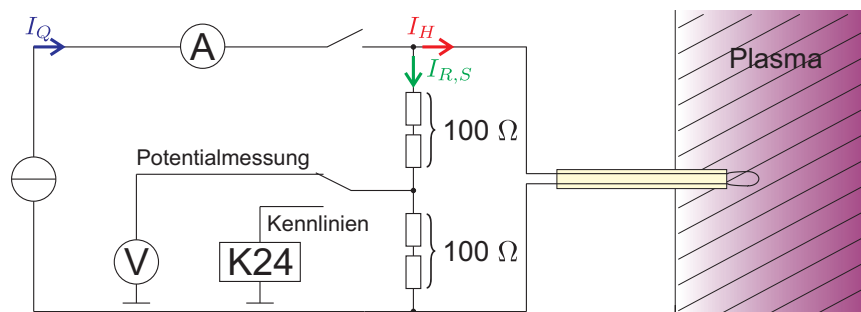 I_Q
A
I_H
I_{R,S}
Plasma
100 Ω
Potentialmessung
Kennlinien
V
K24
100 Ω